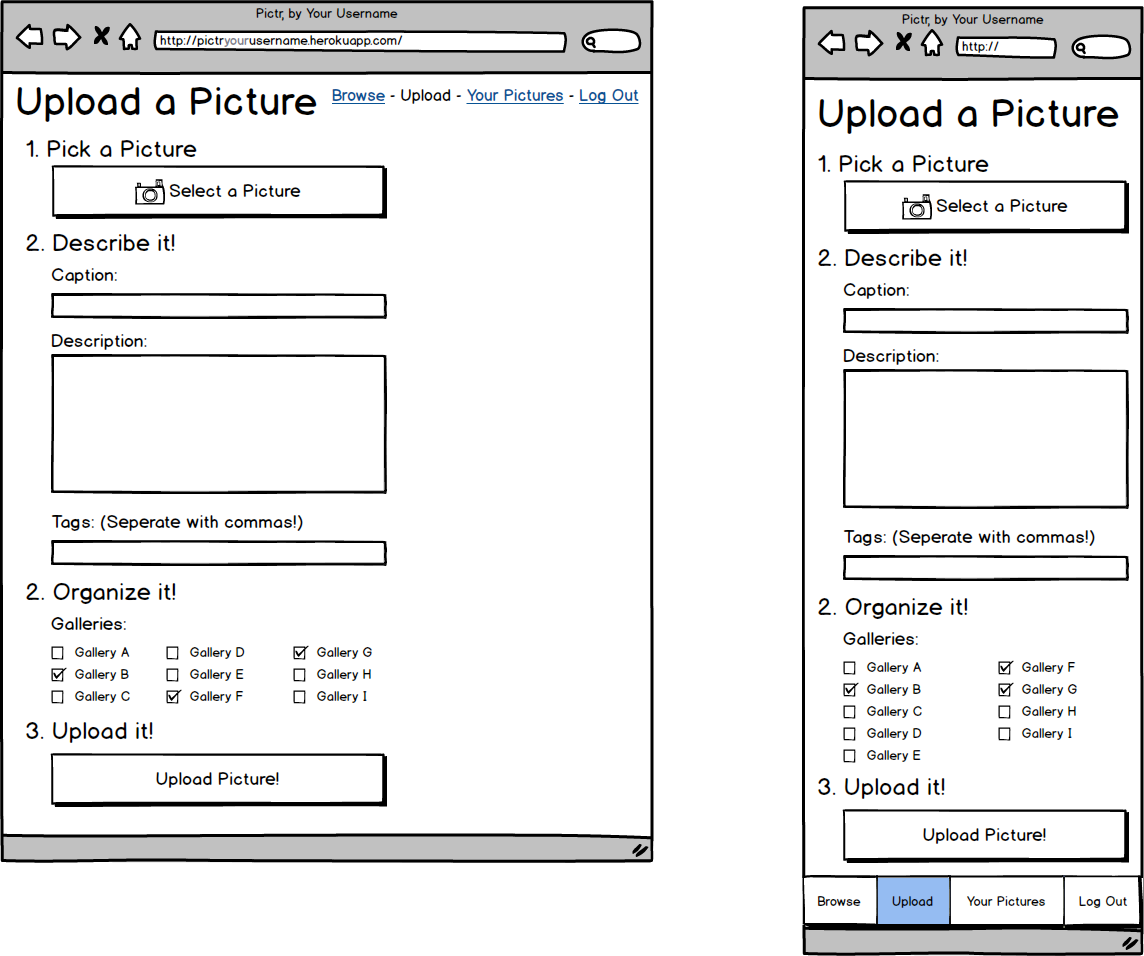 Pictr, by Your Username
http://pictryourusername.herokuapp.com/
Upload a Picture
Browse - Upload - Your Pictures - Log Out
1. Pick a Picture
Select a Picture
2. Describe it!
Caption:
Description:
Tags: (Seperate with commas!)
2. Organize it!
Galleries:
Gallery A Gallery D Gallery G
Gallery B Gallery E Gallery H
Gallery C Gallery F Gallery I
3. Upload it!
Upload Picture!
Pictr, by Your Username
http://
Upload a Picture
1. Pick a Picture
Select a Picture
2. Describe it!
Caption:
Description:
Tags: (Seperate with commas!)
2. Organize it!
Galleries:
Gallery A Gallery F
Gallery B Gallery G
Gallery C Gallery H
Gallery D Gallery I
Gallery E
3. Upload it!
Upload Picture!
Browse Upload Your Pictures Log Out